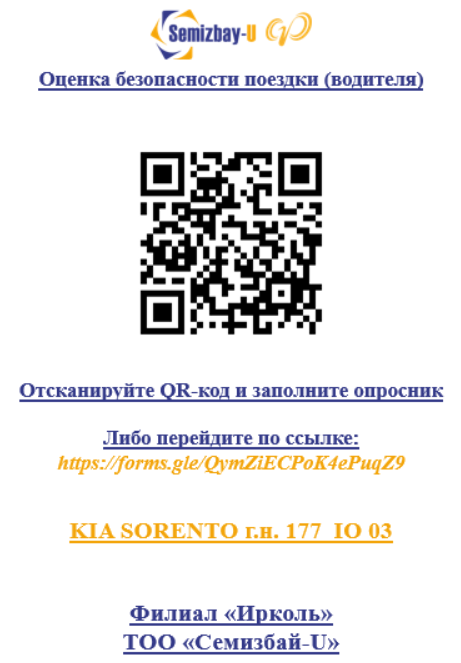 Semizbay-U
Оценка безопасности поездки (водителя)
Отсканируйте QR-код и заполните опросник
Либо перейдите по ссылке:
https://forms.gle/QymZiECPoK4ePuqZ9
KIA SORENTO г.н. 177 IO 03
Филиал «Ирколь»
ТОО «Семизбай-U»